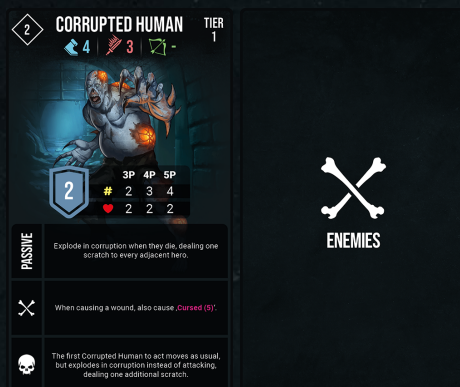 2
CORRUPTED HUMAN
TIER
1
4 3 -
3P 4P 5P
2
# 2 3 4
2 2 2
PASSIVE
Explode in corruption when they die, dealing one
scratch to every adjacent hero.
When causing a wound, also cause ‚Cursed (5)'.
The first Corrupted Human to act moves as usual,
but explodes in corruption instead of attacking,
dealing one additional scratch.
ENEMIES